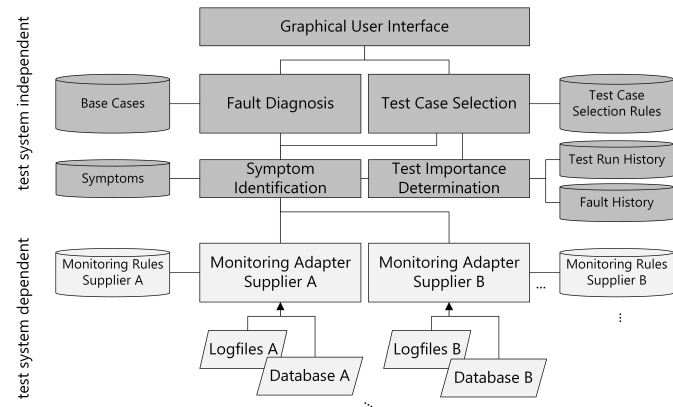 test system independent
Graphical User Interface
Base Cases
Fault Diagnosis
Test Case Selection
Test Case
Selection Rules
Symptoms
Symptom
Identification
Test Importance
Determination
Test Run History
Fault History
test system dependent
Monitoring Rules
Supplier A
Monitoring Adapter
Supplier A
Monitoring Adapter
Supplier B
...
Monitoring Rules
Supplier B
...
Logfiles A
Database A
Logfiles B
Database B
...